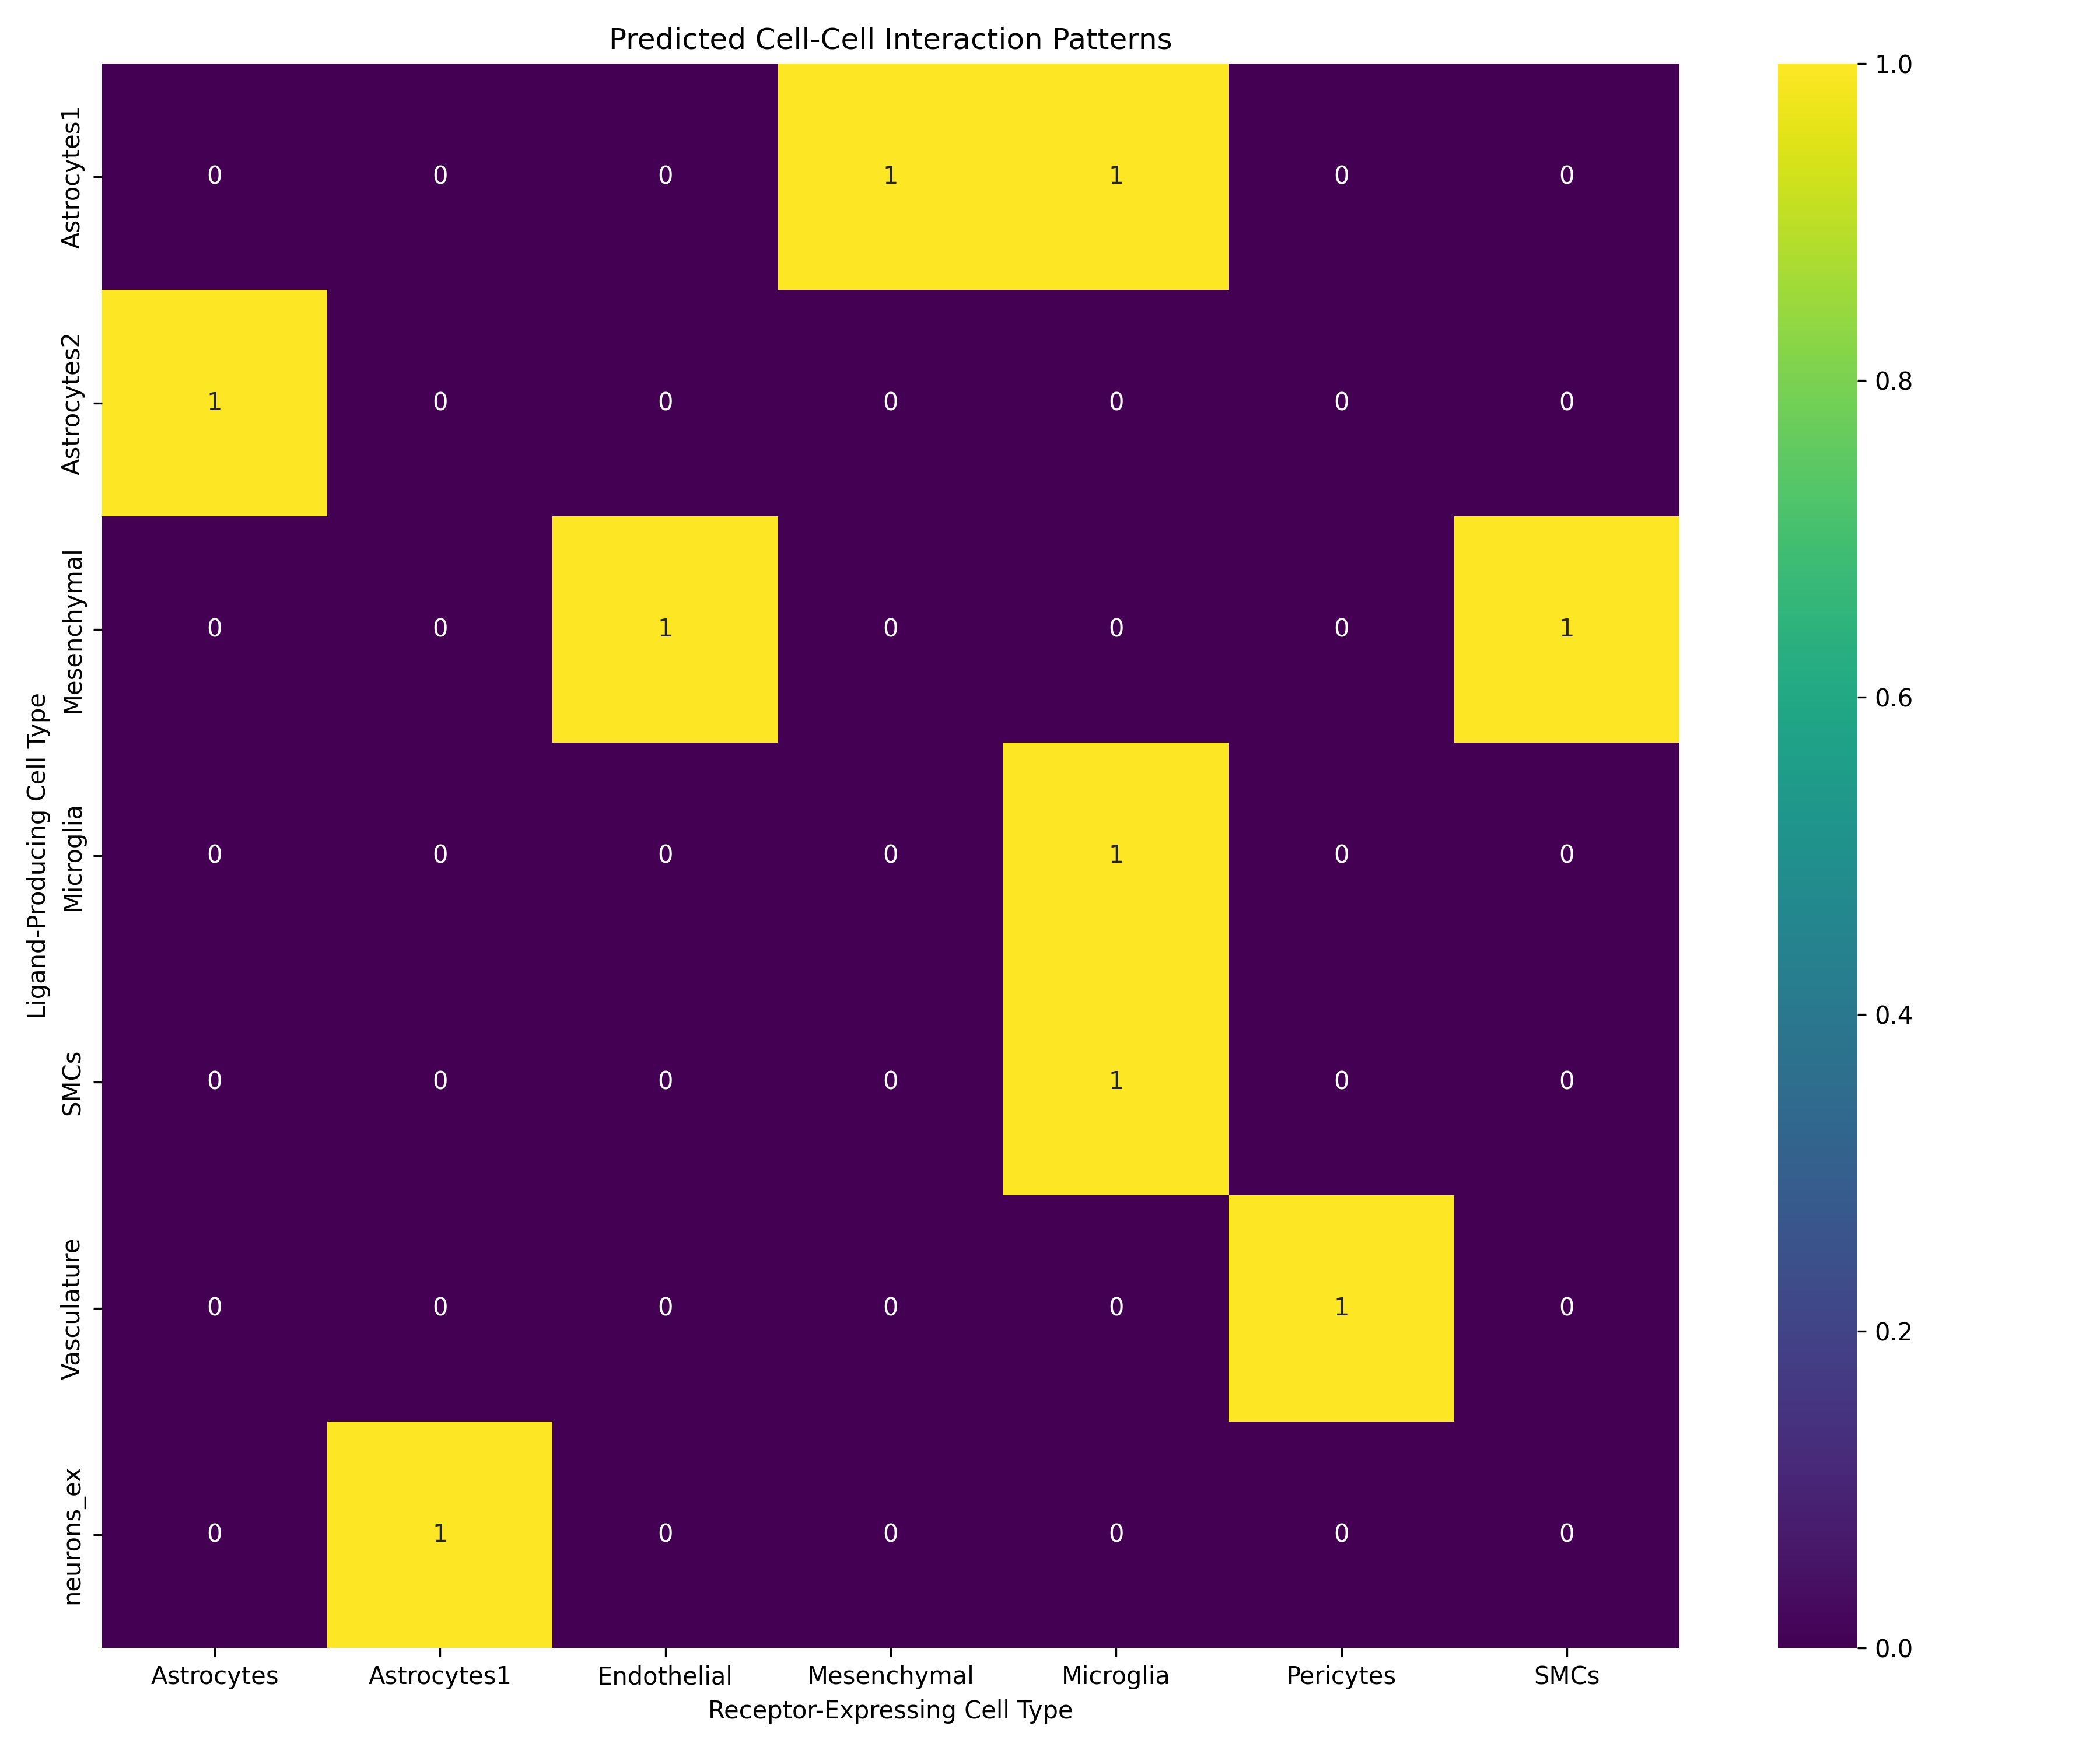 Predicted Cell-Cell Interaction Patterns
Ligand-Producing Cell Type
Astrocytes1
0 0 0 1 1 0 0
Astrocytes2
1 0 0 0 0 0 0
Mesenchymal
0 0 1 0 0 0 1
Microglia
0 0 0 0 1 0 0
SMCs
0 0 0 0 1 0 0
Vasculature
0 0 0 0 0 1 0
neurons_ex
0 1 0 0 0 0 0
Astrocytes Astrocytes1 Endothelial Mesenchymal Microglia Pericytes SMCs
Receptor-Expressing Cell Type
1.0
0.8
0.6
0.4
0.2
0.0